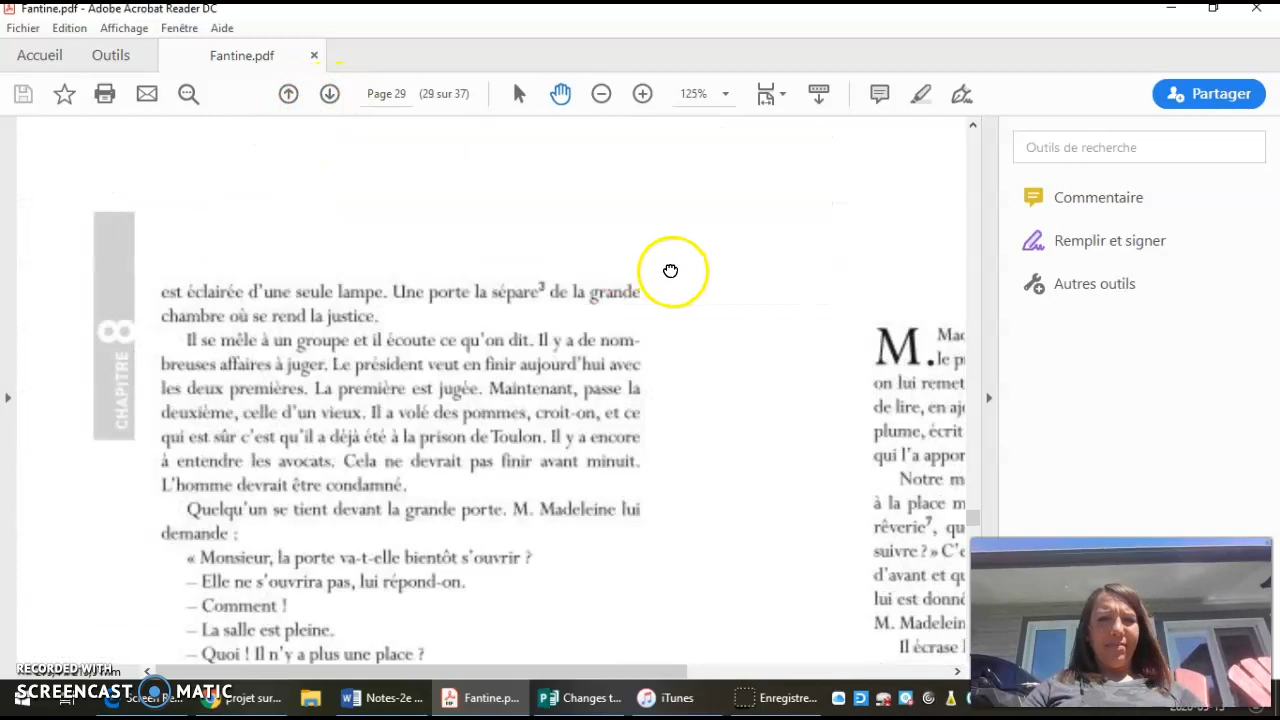 Fantine.pdf - Adobe Acrobat Reader DC
Fichier Edition Affichage Fenêtre Aide
Accueil Outils Fantine.pdf ×
Page 29 (29 sur 37) 125% Partager
Outils de recherche
Commentaire
Remplir et signer
Autres outils
CHAPITRE 8
est éclairée d'une seule lampe. Une porte la sépare³ de la grande
chambre où se rend la justice.
Il se mêle à un groupe et il écoute ce qu'on dit. Il y a de nom-
breuses affaires à juger. Le président veut en finir aujourd'hui avec
les deux premières. La première est jugée. Maintenant, passe la
deuxième, celle d'un vieux. Il a volé des pommes, croit-on, et ce
qui est sûr c'est qu'il a déjà été à la prison de Toulon. Il y a encore
à entendre les avocats. Cela ne devrait pas finir avant minuit.
L'homme devrait être condamné.
Quelqu'un se tient devant la grande porte. M. Madeleine lui
demande :
« Monsieur, la porte va-t-elle bientôt s'ouvrir ?
– Elle ne s'ouvrira pas, lui répond-on.
– Comment !
– La salle est pleine.
– Quoi ! Il n'y a plus une place ?
M. Mad
le p
on lui remet
de lire, en aj
plume, écrit
qui l'a appor
Notre m
à la place m
rêverie⁷, qu
suivre ? » C'e
d'avant et qu
lui est donné
M. Madelein
Il écrase l
RECORDED WITH
SCREENCAST MATIC
Screen Re... projet sur... Notes-2e ... Fantine.p... Changes t... iTunes Enregistre...